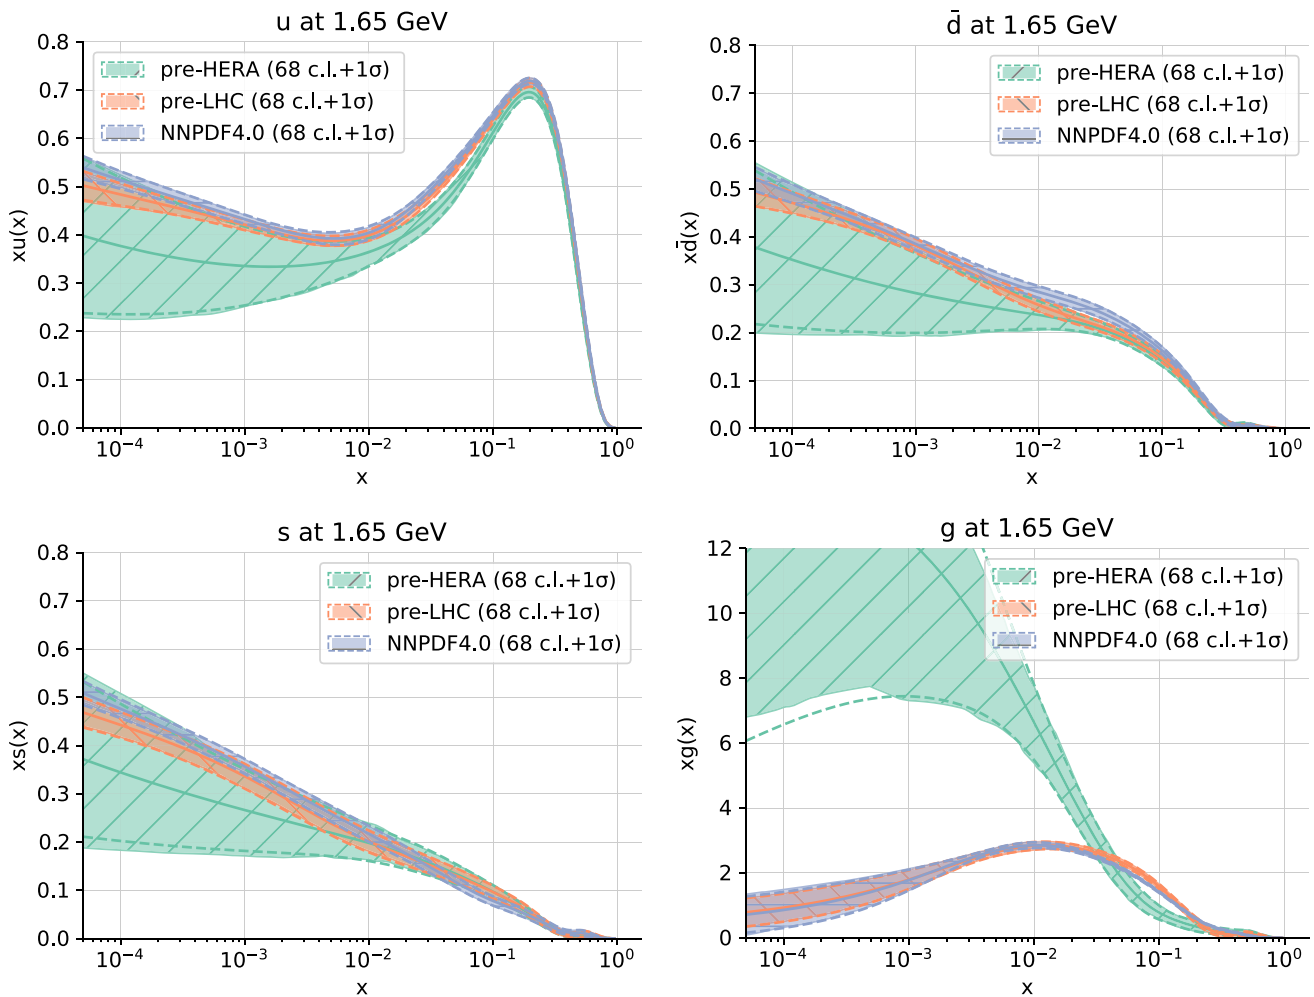 u at 1.65 GeV
0.8
0.7
0.6
0.5
0.4
0.3
0.2
0.1
0.0
xu(x)
pre-HERA (68 c.l.+1σ)
pre-LHC (68 c.l.+1σ)
NNPDF4.0 (68 c.l.+1σ)
10⁻⁴ 10⁻³ 10⁻² 10⁻¹ 10⁰
x
d̄ at 1.65 GeV
0.8
0.7
0.6
0.5
0.4
0.3
0.2
0.1
0.0
xd̄(x)
pre-HERA (68 c.l.+1σ)
pre-LHC (68 c.l.+1σ)
NNPDF4.0 (68 c.l.+1σ)
10⁻⁴ 10⁻³ 10⁻² 10⁻¹ 10⁰
x
s at 1.65 GeV
0.8
0.7
0.6
0.5
0.4
0.3
0.2
0.1
0.0
xs(x)
pre-HERA (68 c.l.+1σ)
pre-LHC (68 c.l.+1σ)
NNPDF4.0 (68 c.l.+1σ)
10⁻⁴ 10⁻³ 10⁻² 10⁻¹ 10⁰
x
g at 1.65 GeV
12
10
8
6
4
2
0
xg(x)
pre-HERA (68 c.l.+1σ)
pre-LHC (68 c.l.+1σ)
NNPDF4.0 (68 c.l.+1σ)
10⁻⁴ 10⁻³ 10⁻² 10⁻¹ 10⁰
x